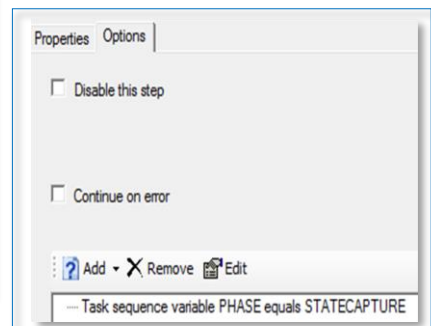 Properties Options
Disable this step
Continue on error
Add Remove Edit
Task sequence variable PHASE equals STATECAPTURE